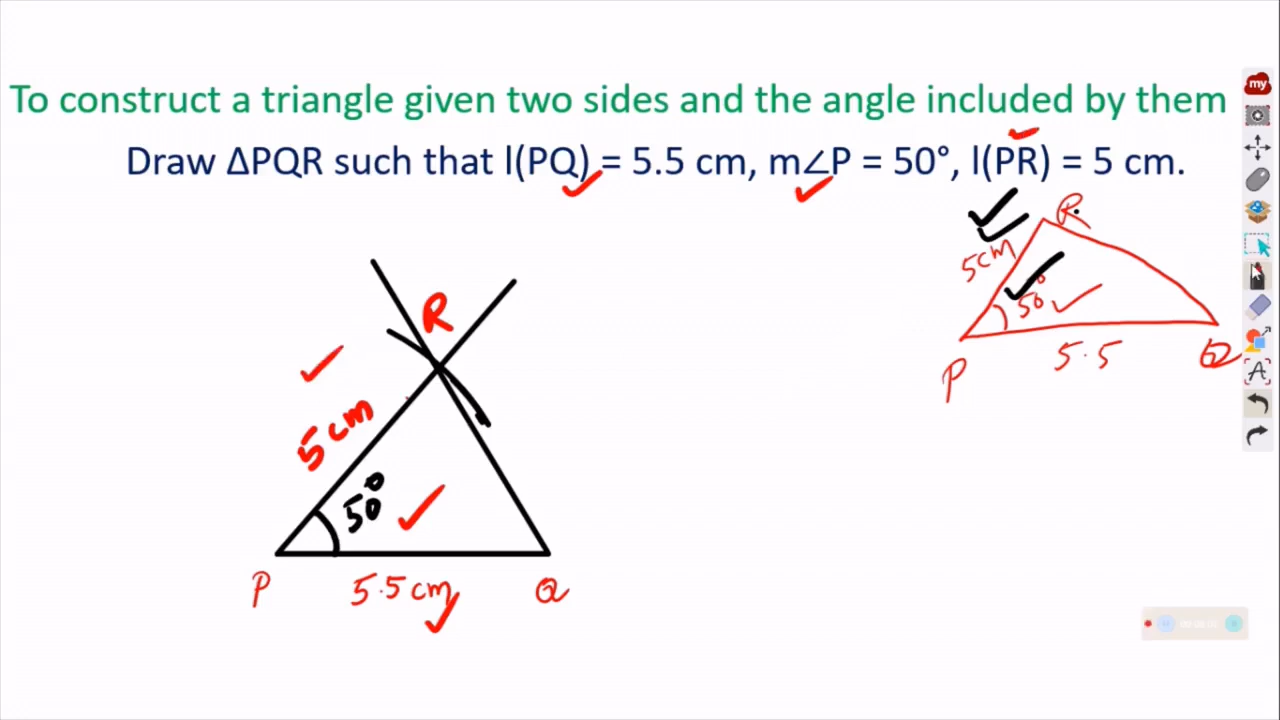 To construct a triangle given two sides and the angle included by them
Draw ΔPQR such that l(PQ) = 5.5 cm, m∠P = 50°, l(PR) = 5 cm.
R
5cm
50°
P
5.5
Q
R
5cm
50°
P
5.5cm
Q
my
A